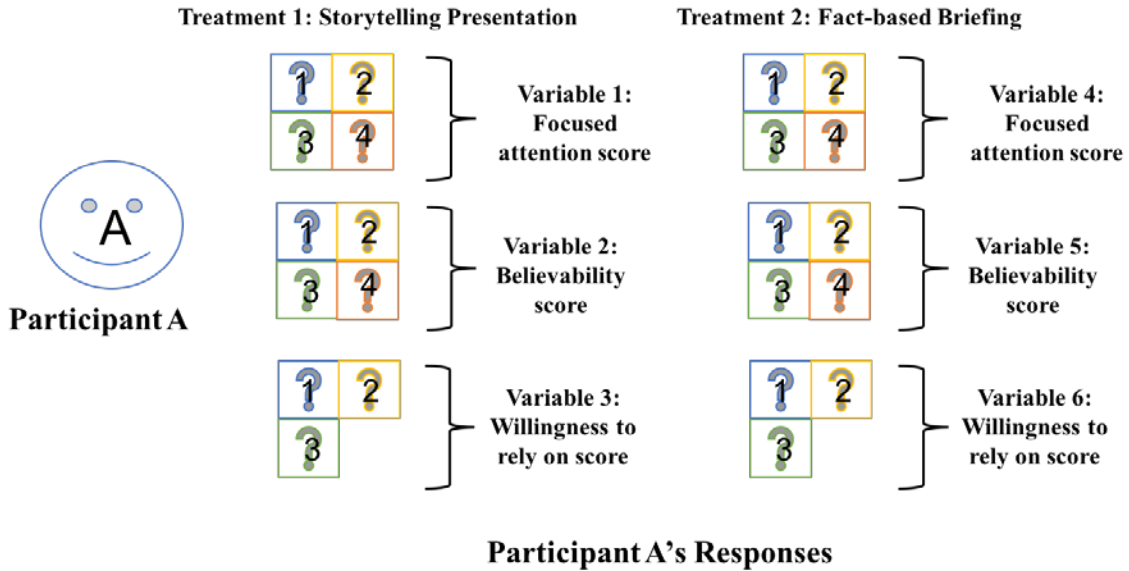 Treatment 1: Storytelling Presentation
Treatment 2: Fact-based Briefing
1 2
3 4
Variable 1:
Focused
attention score
1 2
3 4
Variable 4:
Focused
attention score
A
Participant A
1 2
3 4
Variable 2:
Believability
score
1 2
3 4
Variable 5:
Believability
score
1 2
3
Variable 3:
Willingness to
rely on score
1 2
3
Variable 6:
Willingness to
rely on score
Participant A’s Responses